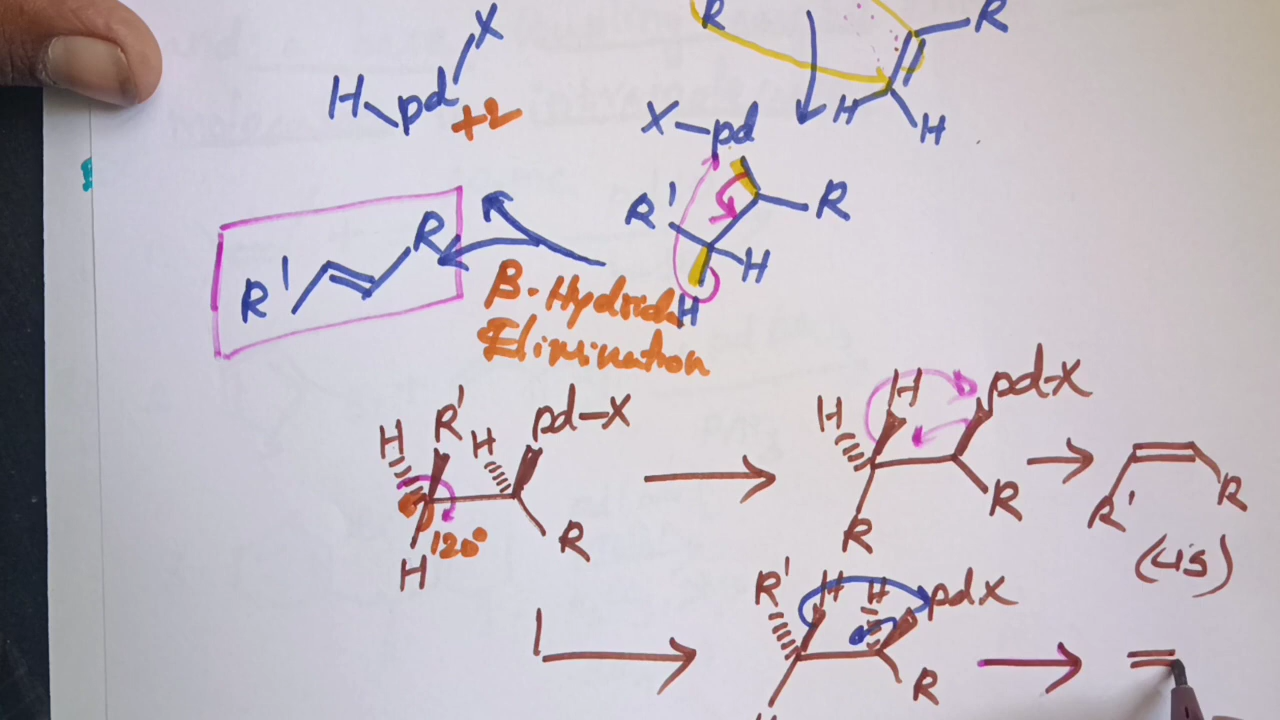 X
R
R
H-pd
+2
H
H
X-pd
R'
R
H
H
R'
R
β-Hydride
Elimination
H
R'
H
pd-X
120°
R
H
H
H
pd-X
R
R
R'
R
(cis)
R'
H
H
pdX
R